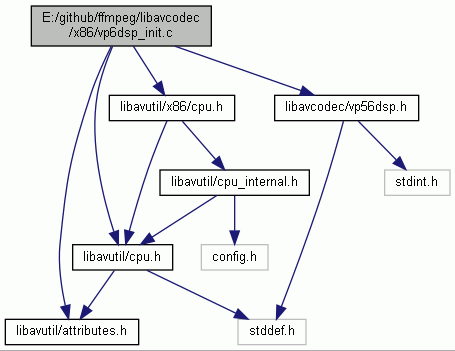 E:/github/ffmpeg/libavcodec
/x86/vp6dsp_init.c
libavutil/x86/cpu.h
libavcodec/vp56dsp.h
libavutil/cpu_internal.h
stdint.h
libavutil/cpu.h
config.h
libavutil/attributes.h
stddef.h